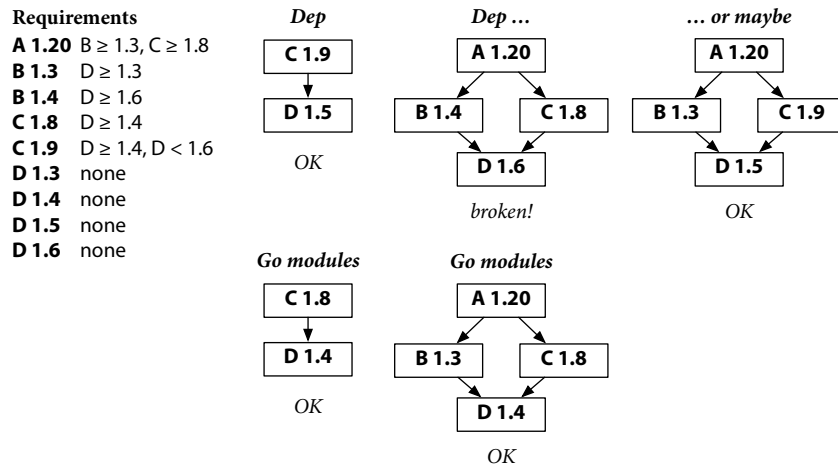 Requirements
A 1.20 B ≥ 1.3, C ≥ 1.8
B 1.3 D ≥ 1.3
B 1.4 D ≥ 1.6
C 1.8 D ≥ 1.4
C 1.9 D ≥ 1.4, D < 1.6
D 1.3 none
D 1.4 none
D 1.5 none
D 1.6 none
Dep
C 1.9
D 1.5
OK
Dep …
A 1.20
B 1.4 C 1.8
D 1.6
broken!
… or maybe
A 1.20
B 1.3 C 1.9
D 1.5
OK
Go modules
C 1.8
D 1.4
OK
Go modules
A 1.20
B 1.3 C 1.8
D 1.4
OK